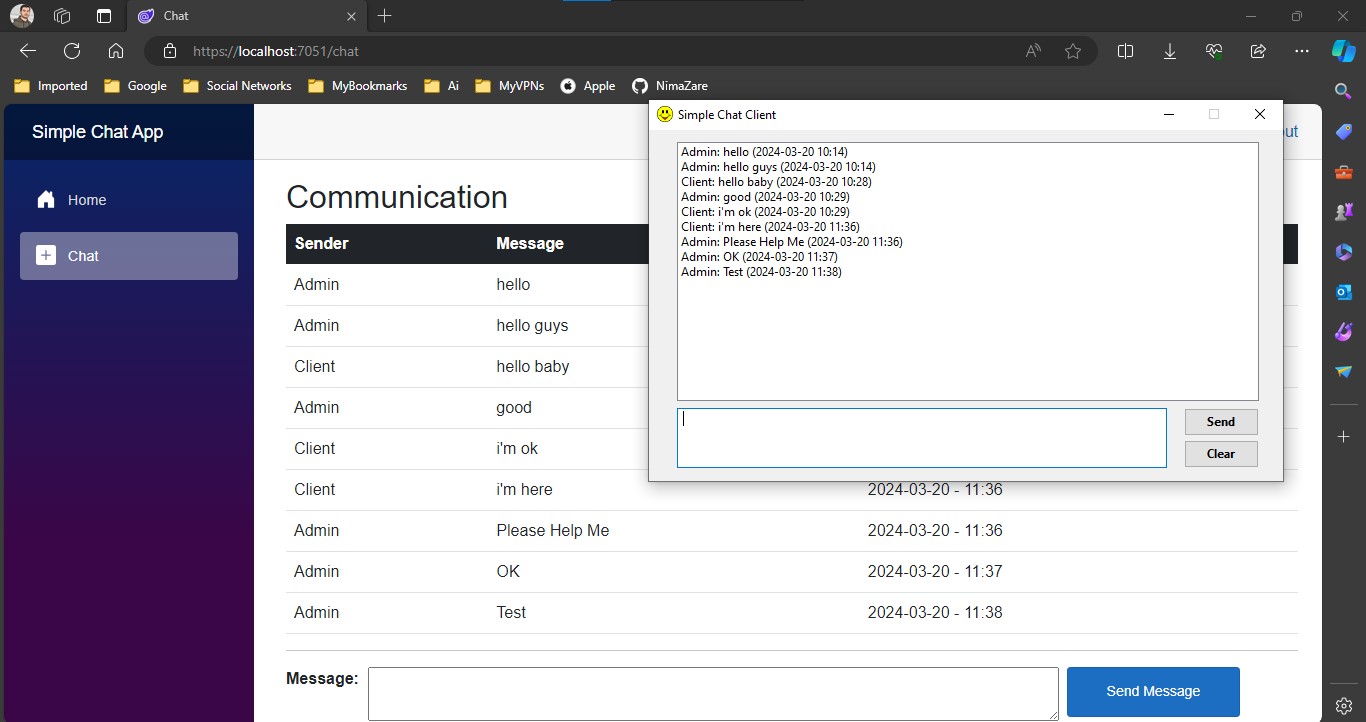 Chat
https://localhost:7051/chat
Imported
Google
Social Networks
MyBookmarks
Ai
MyVPNs
Apple
NimaZare
Simple Chat App
Home
Chat
Communication
Sender Message
Admin hello
Admin hello guys
Client hello baby
Admin good
Client i'm ok
Client i'm here 2024-03-20 - 11:36
Admin Please Help Me 2024-03-20 - 11:36
Admin OK 2024-03-20 - 11:37
Admin Test 2024-03-20 - 11:38
Message:
Send Message
Simple Chat Client
Admin: hello (2024-03-20 10:14)
Admin: hello guys (2024-03-20 10:14)
Client: hello baby (2024-03-20 10:28)
Admin: good (2024-03-20 10:29)
Client: i'm ok (2024-03-20 10:29)
Client: i'm here (2024-03-20 11:36)
Admin: Please Help Me (2024-03-20 11:36)
Admin: OK (2024-03-20 11:37)
Admin: Test (2024-03-20 11:38)
Send
Clear